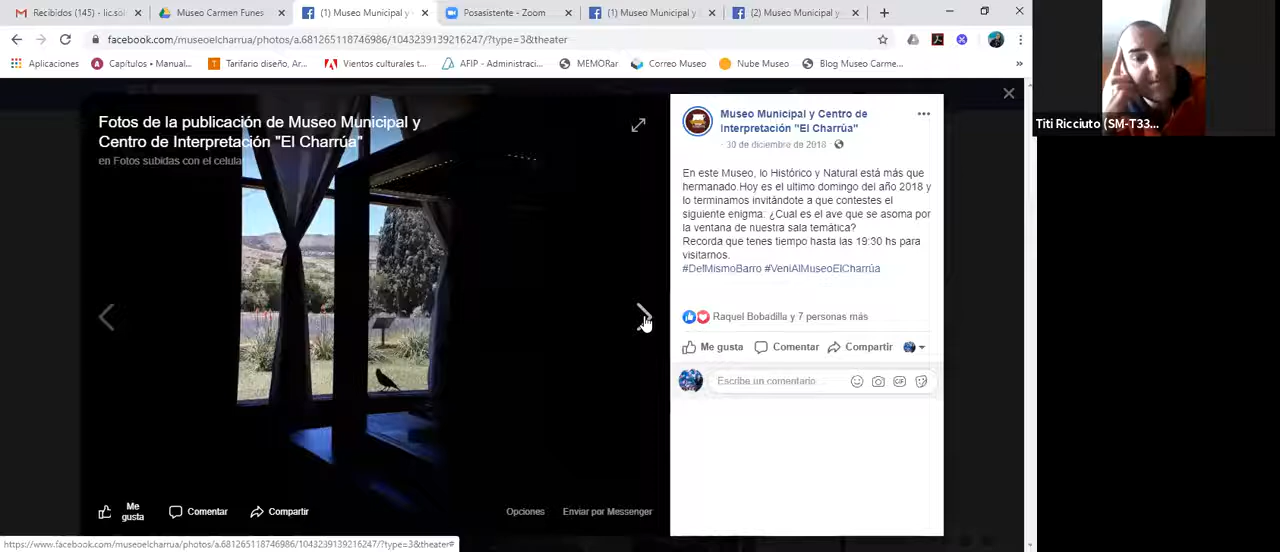 Recibidos (145) - lic.sol
Museo Carmen Funes
(1) Museo Municipal y
Posasistente - Zoom
(1) Museo Municipal y
(2) Museo Municipal y
facebook.com/museoelcharrua/photos/a.681265118746986/1043239139216247/?type=3&theater
Aplicaciones
Capítulos • Manual...
Tarifario diseño, Ar...
Vientos culturales t...
AFIP - Administraci...
MEMORar
Correo Museo
Nube Museo
Blog Museo Carme...
Fotos de la publicación de Museo Municipal y
Centro de Interpretación "El Charrúa"
en Fotos subidas con el celular
Museo Municipal y Centro de
Interpretación "El Charrúa"
30 de diciembre de 2018
En este Museo, lo Histórico y Natural está más que
hermanado.Hoy es el ultimo domingo del año 2018 y
lo terminamos invitándote a que contestes el
siguiente enigma: ¿Cual es el ave que se asoma por
la ventana de nuestra sala temática?
Recorda que tenes tiempo hasta las 19:30 hs para
visitarnos.
#DelMismoBarro #VeniAlMuseoElCharrúa
Raquel Bobadilla y 7 personas más
Me gusta
Comentar
Compartir
Escribe un comentario...
GIF
Me
gusta
Comentar
Compartir
Opciones
Enviar por Messenger
https://www.facebook.com/museoelcharrua/photos/a.681265118746986/1043239139216247/?type=3&theater#
Titi Ricciuto (SM-T33...